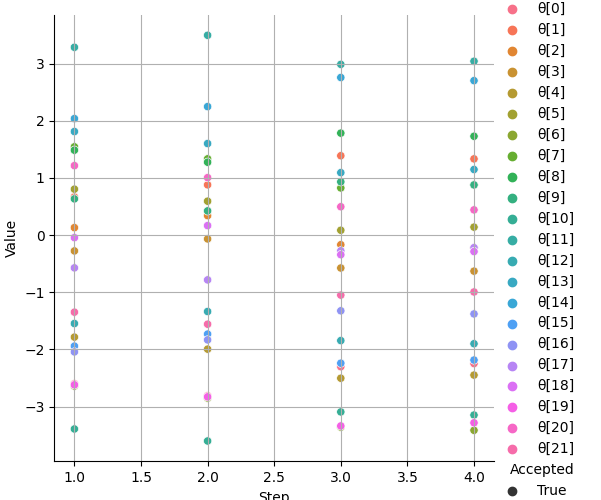 θ[0]
θ[1]
θ[2]
θ[3]
θ[4]
θ[5]
θ[6]
θ[7]
θ[8]
θ[9]
θ[10]
θ[11]
θ[12]
θ[13]
θ[14]
θ[15]
θ[16]
θ[17]
θ[18]
θ[19]
θ[20]
θ[21]
Accepted
True
Value
3
2
1
0
−1
−2
−3
1.0 1.5 2.0 2.5 3.0 3.5 4.0
Step